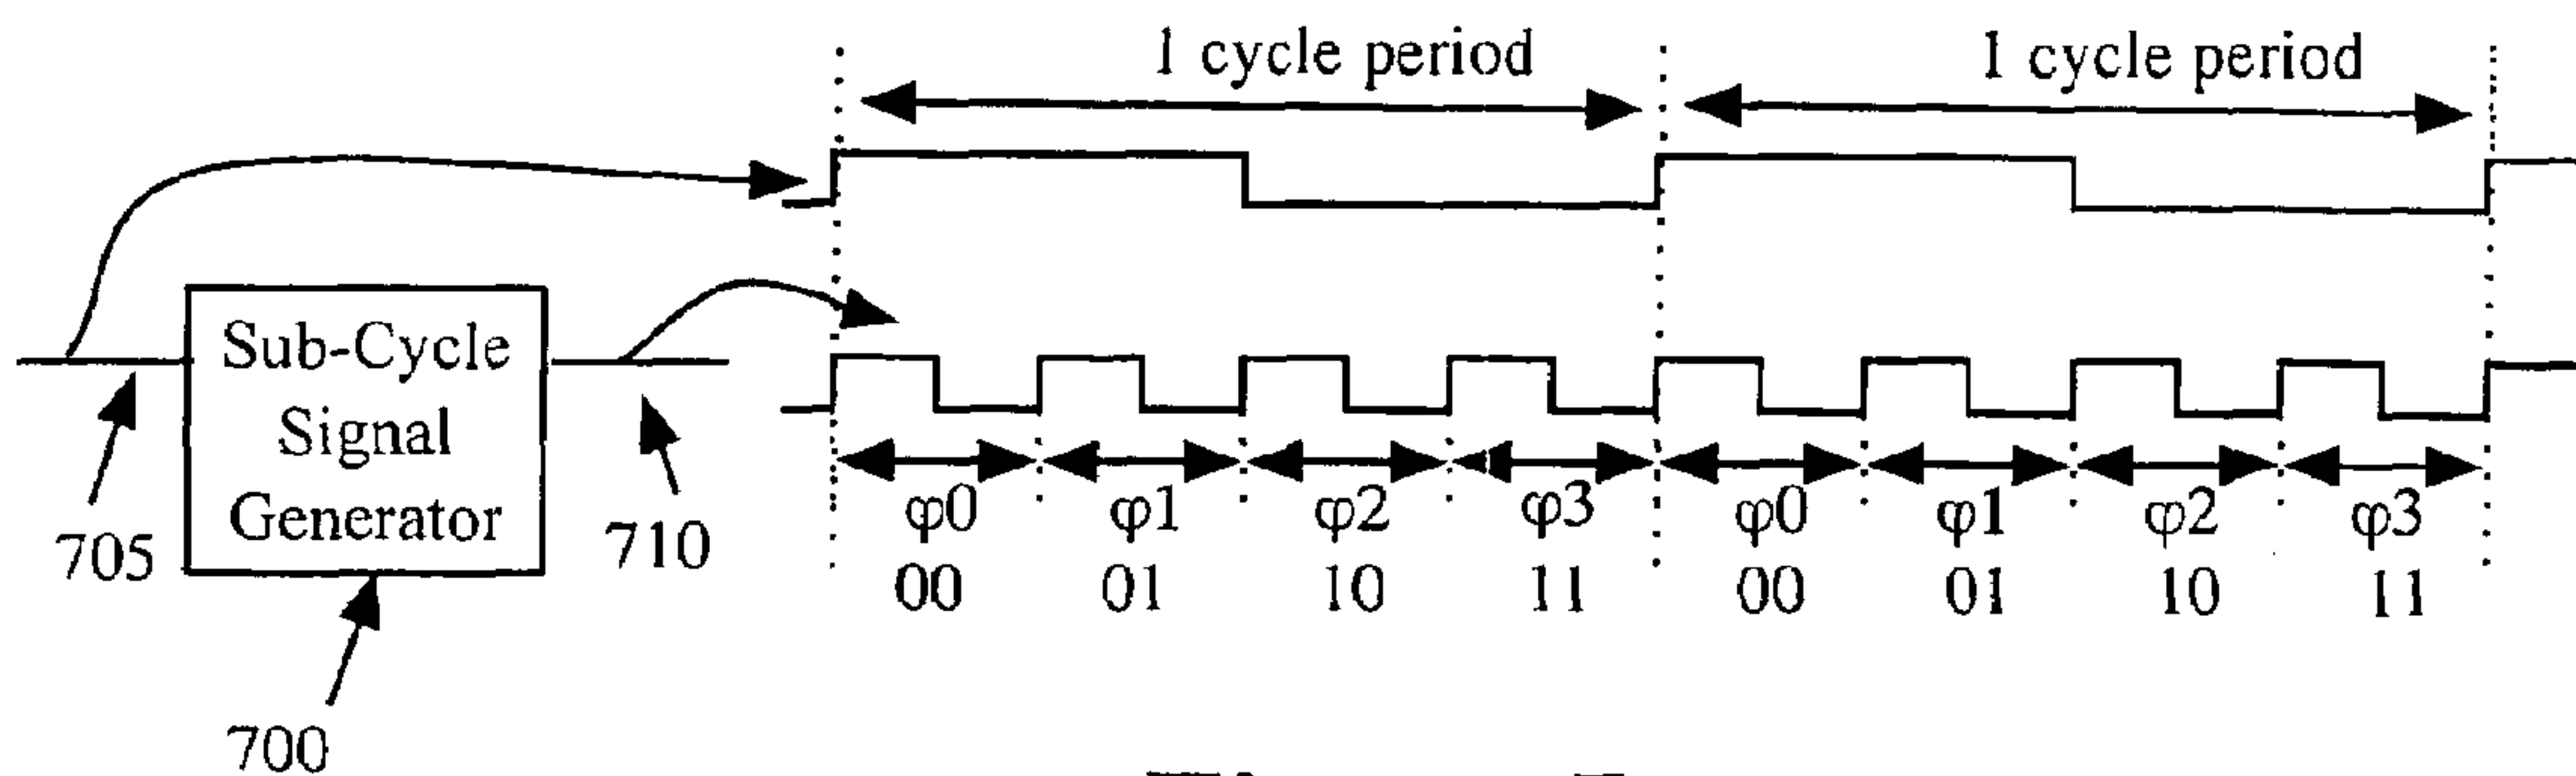 1 cycle period 1 cycle period
Sub-Cycle
Signal
Generator
705
710
700
φ0 φ1 φ2 φ3 φ0 φ1 φ2 φ3
00 01 10 11 00 01 10 11